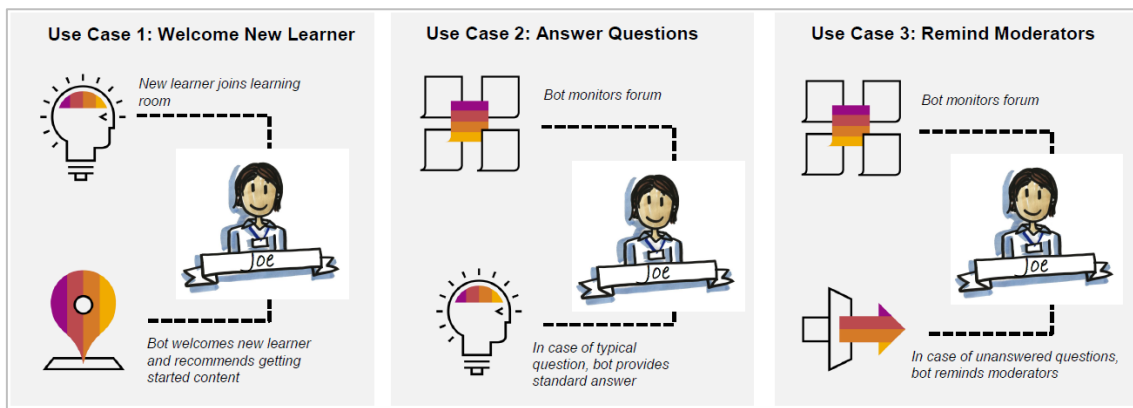 Use Case 1: Welcome New Learner
New learner joins learning
room
Joe
Bot welcomes new learner
and recommends getting
started content
Use Case 2: Answer Questions
Bot monitors forum
Joe
In case of typical
question, bot provides
standard answer
Use Case 3: Remind Moderators
Bot monitors forum
Joe
In case of unanswered questions,
bot reminds moderators